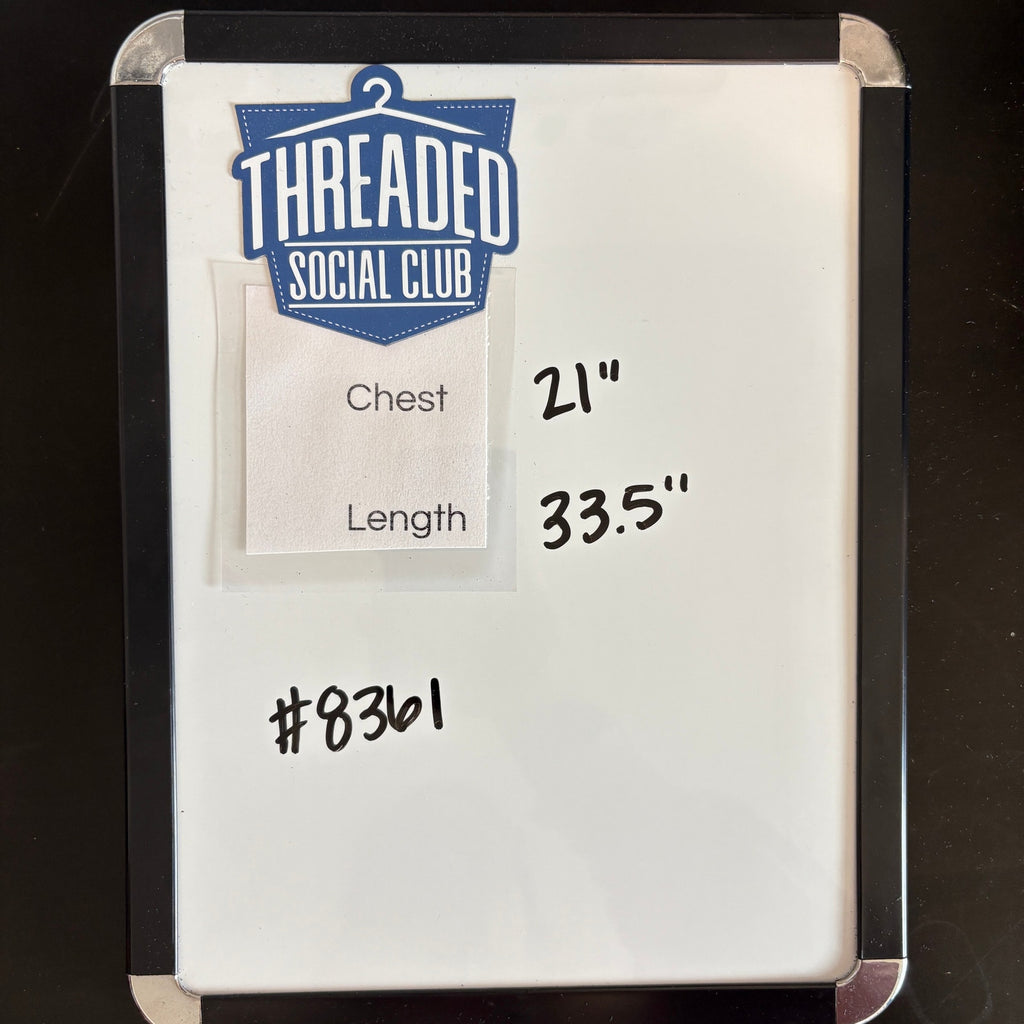 THREADED
SOCIAL CLUB
Chest 21"
Length 33.5"
#8361